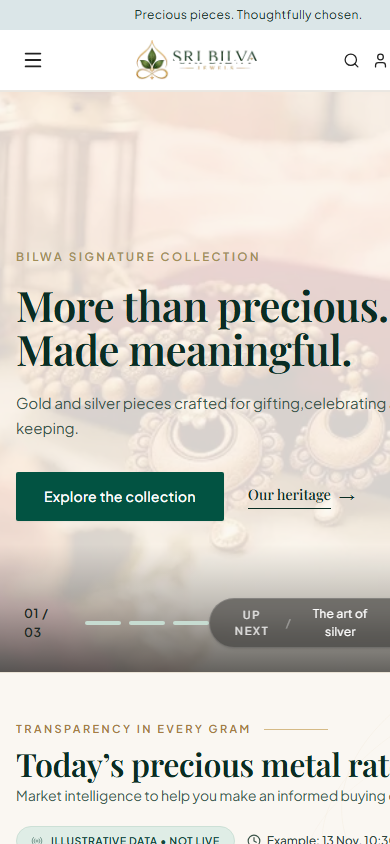 Precious pieces. Thoughtfully chosen.
SRI BILVA
JEWELS
BILWA SIGNATURE COLLECTION
More than precious.
Made meaningful.
Gold and silver pieces crafted for gifting,celebrating
keeping.
Explore the collection
Our heritage →
01 /
03
UP
NEXT
/
The art of
silver
TRANSPARENCY IN EVERY GRAM
Today’s precious metal rat
Market intelligence to help you make an informed buying
ILLUSTRATIVE DATA • NOT LIVE
Example: 13 Nov, 10:3